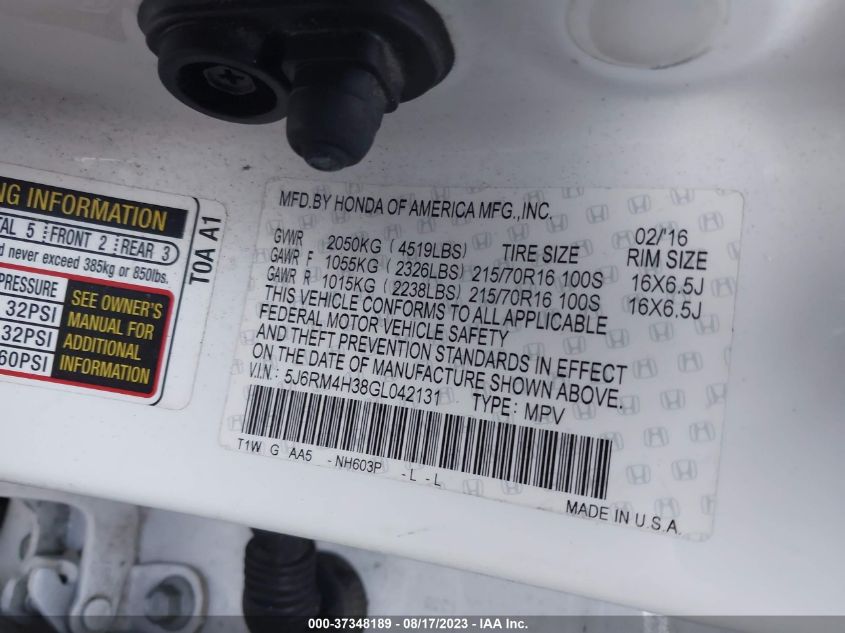 NG INFORMATION
TAL 5 FRONT 2 REAR 3
d never exceed 385kg or 850lbs.
PRESSURE
32PSI
32PSI
60PSI
SEE OWNER'S
MANUAL FOR
ADDITIONAL
INFORMATION
T0A A1
MFD.BY HONDA OF AMERICA MFG.,INC.
02/'16
GVWR 2050KG (4519LBS) TIRE SIZE RIM SIZE
GAWR F 1055KG (2326LBS) 215/70R16 100S 16X6.5J
GAWR R 1015KG (2238LBS) 215/70R16 100S 16X6.5J
THIS VEHICLE CONFORMS TO ALL APPLICABLE
FEDERAL MOTOR VEHICLE SAFETY
AND THEFT PREVENTION STANDARDS IN EFFECT
ON THE DATE OF MANUFACTURE SHOWN ABOVE.
V.I.N.: 5J6RM4H38GL042131 TYPE: MPV
T1W G AA5 -NH603P -L -L
MADE IN U.S.A.
000-37348189 - 08/17/2023 - IAA Inc.